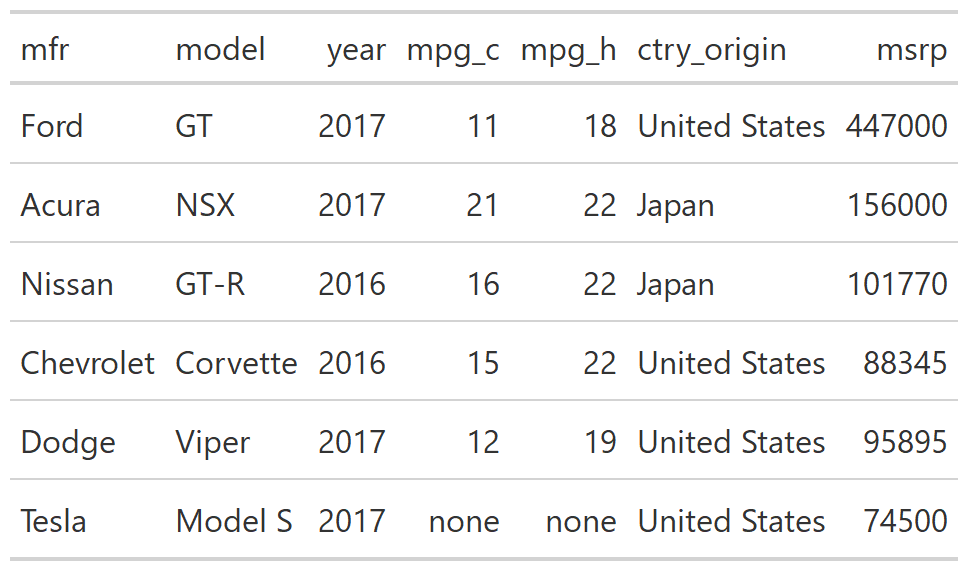 mfr model year mpg_c mpg_h ctry_origin msrp
Ford GT 2017 11 18 United States 447000
Acura NSX 2017 21 22 Japan 156000
Nissan GT-R 2016 16 22 Japan 101770
Chevrolet Corvette 2016 15 22 United States 88345
Dodge Viper 2017 12 19 United States 95895
Tesla Model S 2017 none none United States 74500